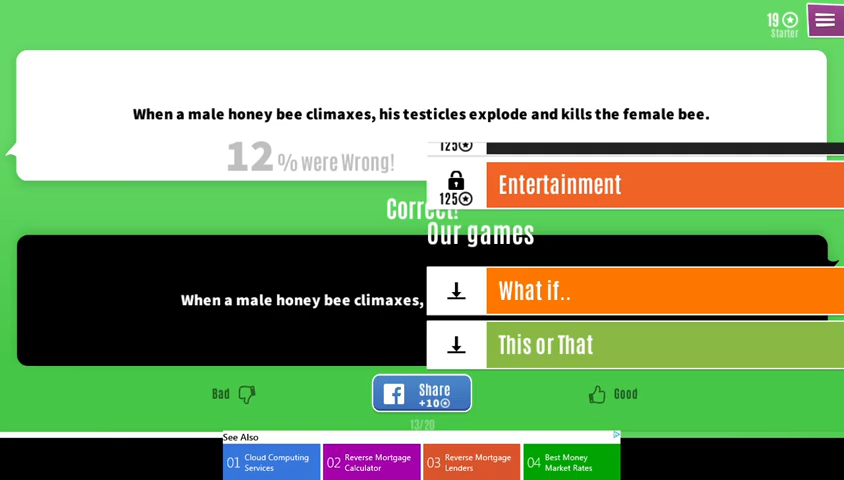 19
Starter
When a male honey bee climaxes, his testicles explode and kills the female bee.
12 % were Wrong!
125
Entertainment
125
Correct!
Our games
When a male honey bee climaxes,
What if..
This or That
Bad
Share
+10
Good
13/20
See Also
01 Cloud Computing Services
02 Reverse Mortgage Calculator
03 Reverse Mortgage Lenders
04 Best Money Market Rates